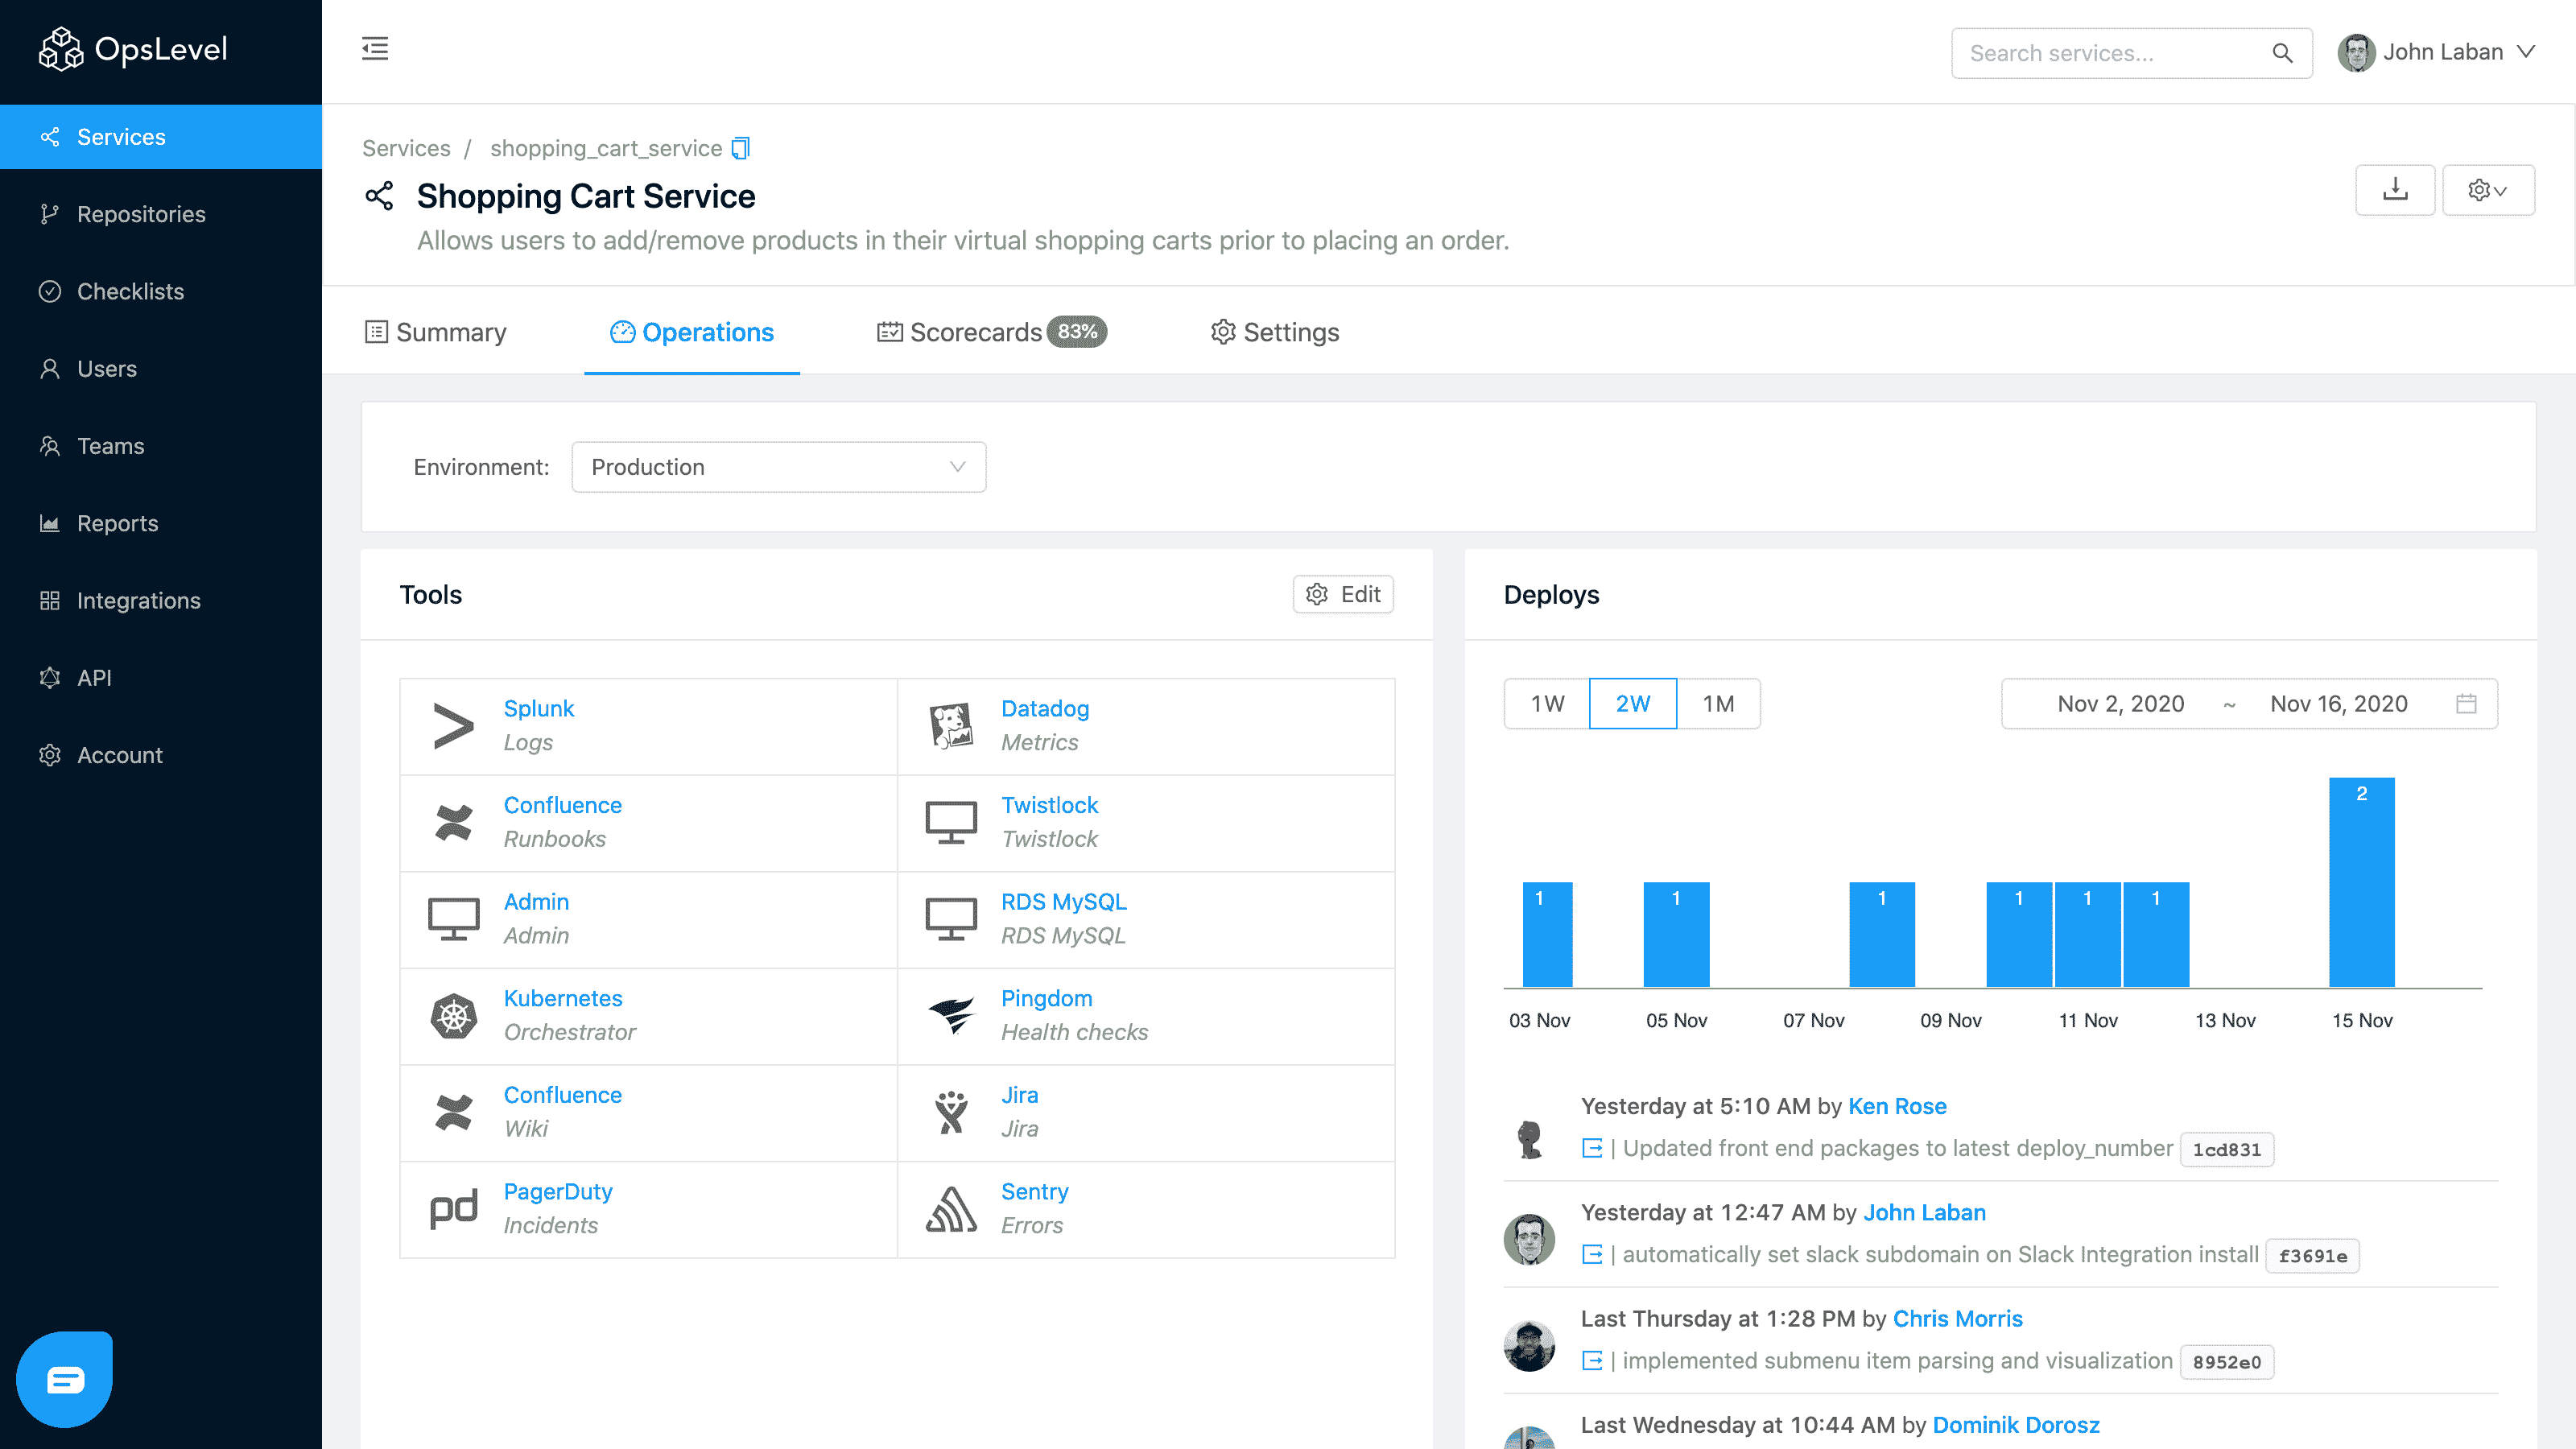 OpsLevel
Services
Repositories
Checklists
Users
Teams
Reports
Integrations
API
Account
Search services...
John Laban
Services / shopping_cart_service
Shopping Cart Service
Allows users to add/remove products in their virtual shopping carts prior to placing an order.
Summary
Operations
Scorecards 83%
Settings
Environment: Production
Tools
Edit
Splunk
Logs
Datadog
Metrics
Confluence
Runbooks
Twistlock
Twistlock
Admin
Admin
RDS MySQL
RDS MySQL
Kubernetes
Orchestrator
Pingdom
Health checks
Confluence
Wiki
Jira
Jira
pd
PagerDuty
Incidents
Sentry
Errors
Deploys
1W 2W 1M
Nov 2, 2020 ~ Nov 16, 2020
2
1 1 1 1 1 1
03 Nov 05 Nov 07 Nov 09 Nov 11 Nov 13 Nov 15 Nov
Yesterday at 5:10 AM by Ken Rose
| Updated front end packages to latest deploy_number 1cd831
Yesterday at 12:47 AM by John Laban
| automatically set slack subdomain on Slack Integration install f3691e
Last Thursday at 1:28 PM by Chris Morris
| implemented submenu item parsing and visualization 8952e0
Last Wednesday at 10:44 AM by Dominik Dorosz